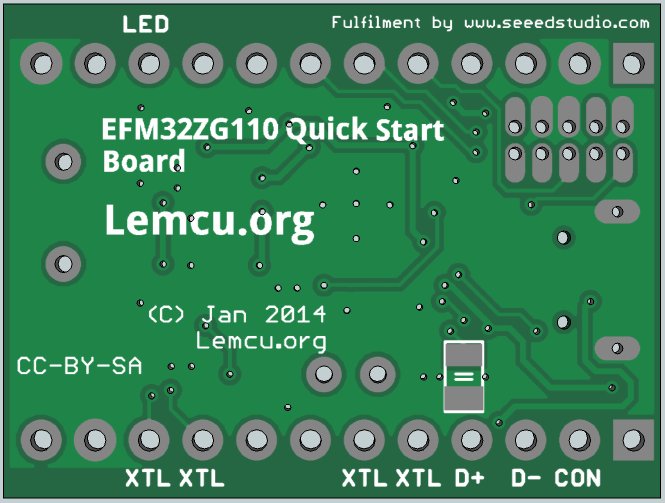 LED
Fulfilment by www.seeedstudio.com
EFM32ZG110 Quick Start
Board
Lemcu.org
(C) Jan 2014
Lemcu.org
CC-BY-SA
XTL XTL XTL XTL D+ D- CON